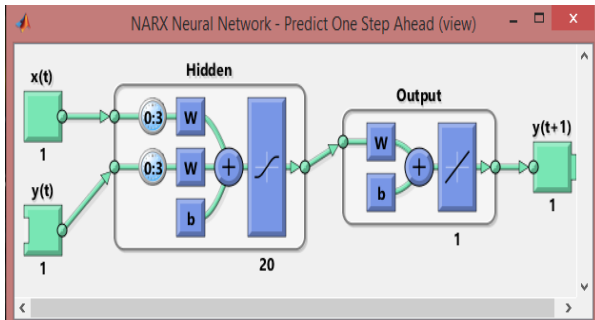 NARX Neural Network - Predict One Step Ahead (view)
Hidden
x(t)
0:3
W
1
y(t)
0:3
W
+
1
b
20
Output
W
+
b
1
y(t+1)
1